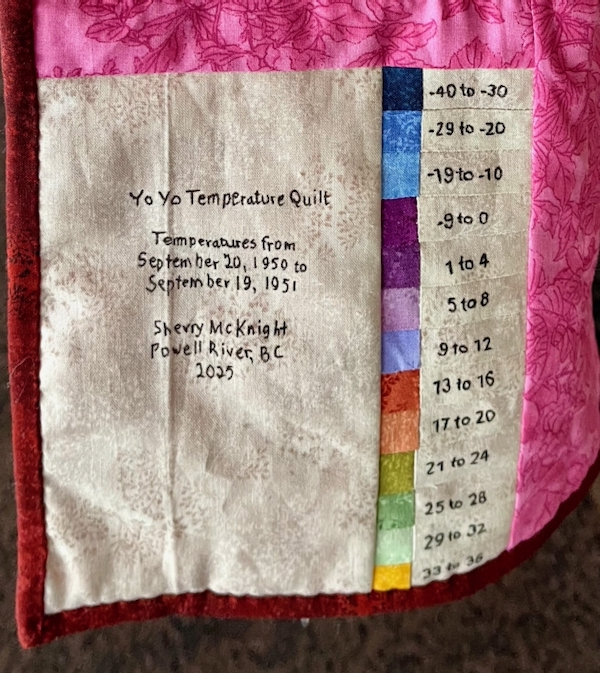 Yo Yo Temperature Quilt
Temperatures from
September 20, 1950 to
September 19, 1951
Sherry McKnight
Powell River, BC
2025
-40 to -30
-29 to -20
-19 to -10
-9 to 0
1 to 4
5 to 8
9 to 12
13 to 16
17 to 20
21 to 24
25 to 28
29 to 32
33 to 36